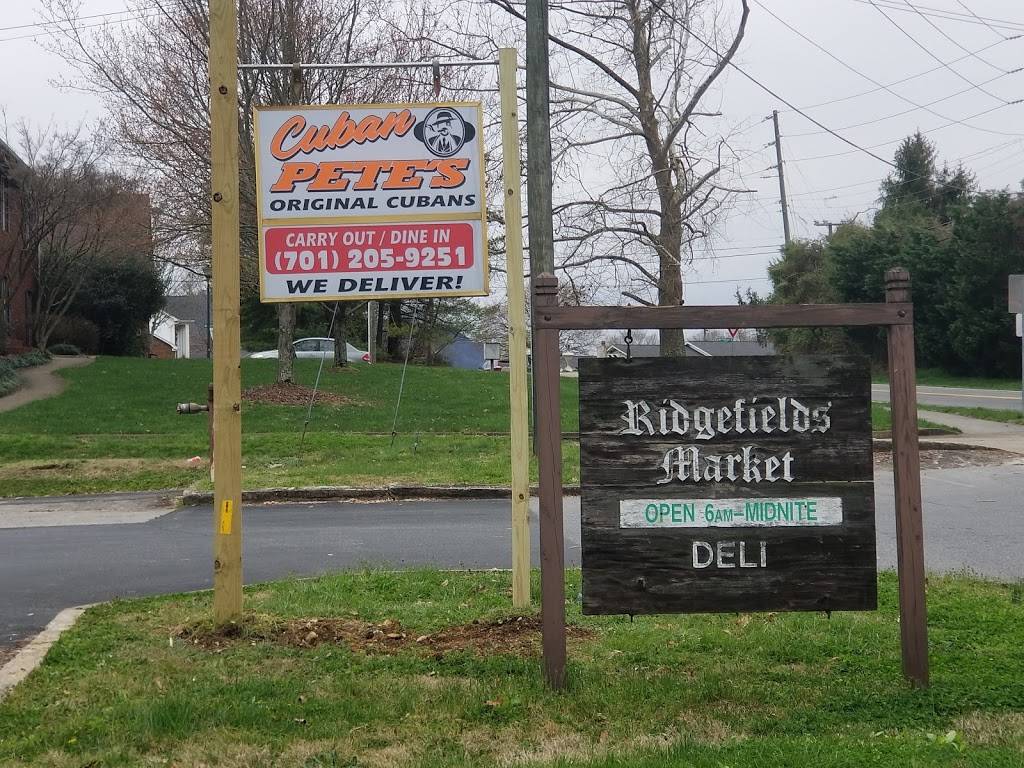 Cuban
PETE'S
ORIGINAL CUBANS
CARRY OUT / DINE IN
(701) 205-9251
WE DELIVER!
Ridgefields
Market
OPEN 6AM-MIDNITE
DELI